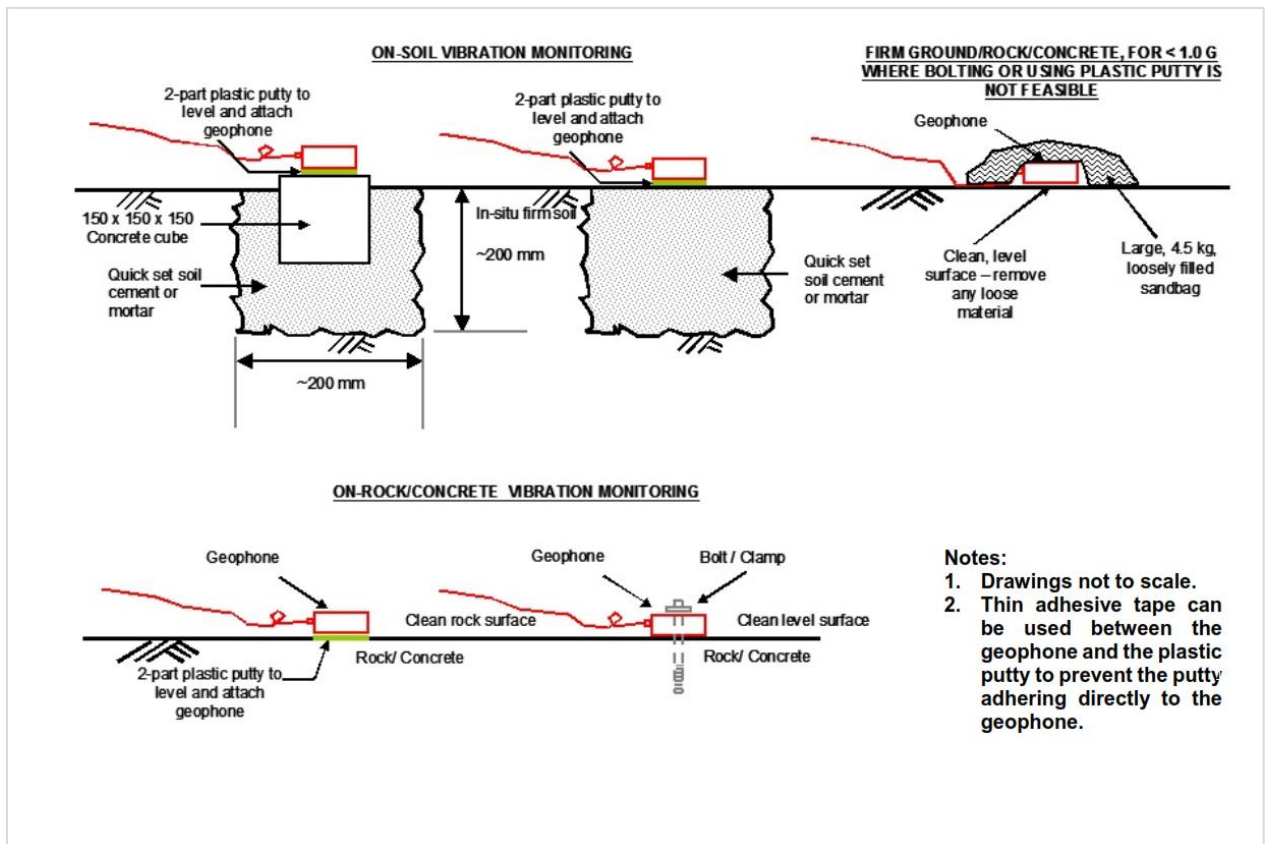 ON-SOIL VIBRATION MONITORING
2-part plastic putty to
level and attach
geophone
150 x 150 x 150
Concrete cube
Quick set soil
cement or
mortar
~200 mm
~200 mm
2-part plastic putty to
level and attach
geophone
In-situ firm soil
Quick set
soil cement
or mortar
FIRM GROUND/ROCK/CONCRETE, FOR < 1.0 G
WHERE BOLTING OR USING PLASTIC PUTTY IS
NOT FEASIBLE
Geophone
Clean, level
surface – remove
any loose
material
Large, 4.5 kg,
loosely filled
sandbag
ON-ROCK/CONCRETE VIBRATION MONITORING
Geophone
Clean rock surface
Rock/ Concrete
2-part plastic putty to
level and attach
geophone
Geophone
Bolt / Clamp
Clean level surface
Rock/ Concrete
Notes:
1. Drawings not to scale.
2. Thin adhesive tape can
be used between the
geophone and the plastic
putty to prevent the putty
adhering directly to the
geophone.